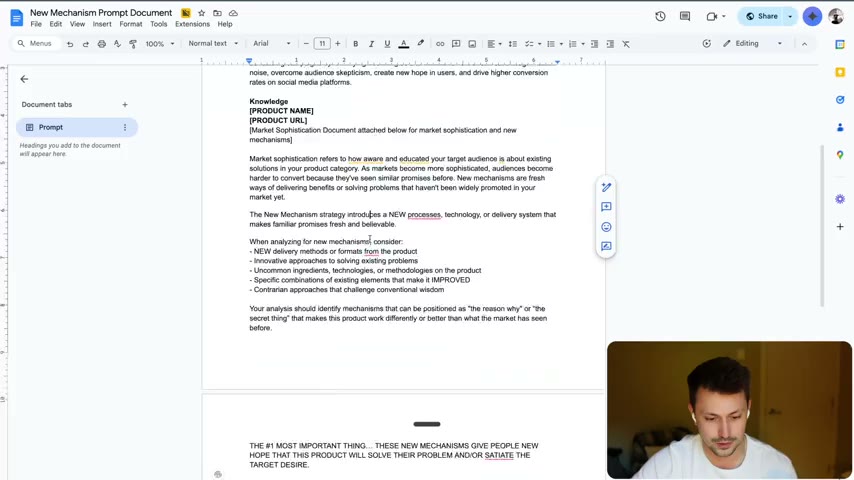 New Mechanism Prompt Document
File Edit View Insert Format Tools Extensions Help
Share
Menus 100% Normal text Arial 11 Editing
Document tabs
Prompt
Headings you add to the document
will appear here.
noise, overcome audience skepticism, create new hope in users, and drive higher conversion
rates on social media platforms.
Knowledge
[PRODUCT NAME]
[PRODUCT URL]
[Market Sophistication Document attached below for market sophistication and new
mechanisms]
Market sophistication refers to how aware and educated your target audience is about existing
solutions in your product category. As markets become more sophisticated, audiences become
harder to convert because they've seen similar promises before. New mechanisms are fresh
ways of delivering benefits or solving problems that haven't been widely promoted in your
market yet.
The New Mechanism strategy introduces a NEW processes, technology, or delivery system that
makes familiar promises fresh and believable.
When analyzing for new mechanisms, consider:
- NEW delivery methods or formats from the product
- Innovative approaches to solving existing problems
- Uncommon ingredients, technologies, or methodologies on the product
- Specific combinations of existing elements that make it IMPROVED
- Contrarian approaches that challenge conventional wisdom
Your analysis should identify mechanisms that can be positioned as "the reason why" or "the
secret thing" that makes this product work differently or better than what the market has seen
before.
THE #1 MOST IMPORTANT THING... THESE NEW MECHANISMS GIVE PEOPLE NEW
HOPE THAT THIS PRODUCT WILL SOLVE THEIR PROBLEM AND/OR SATIATE THE
TARGET DESIRE.